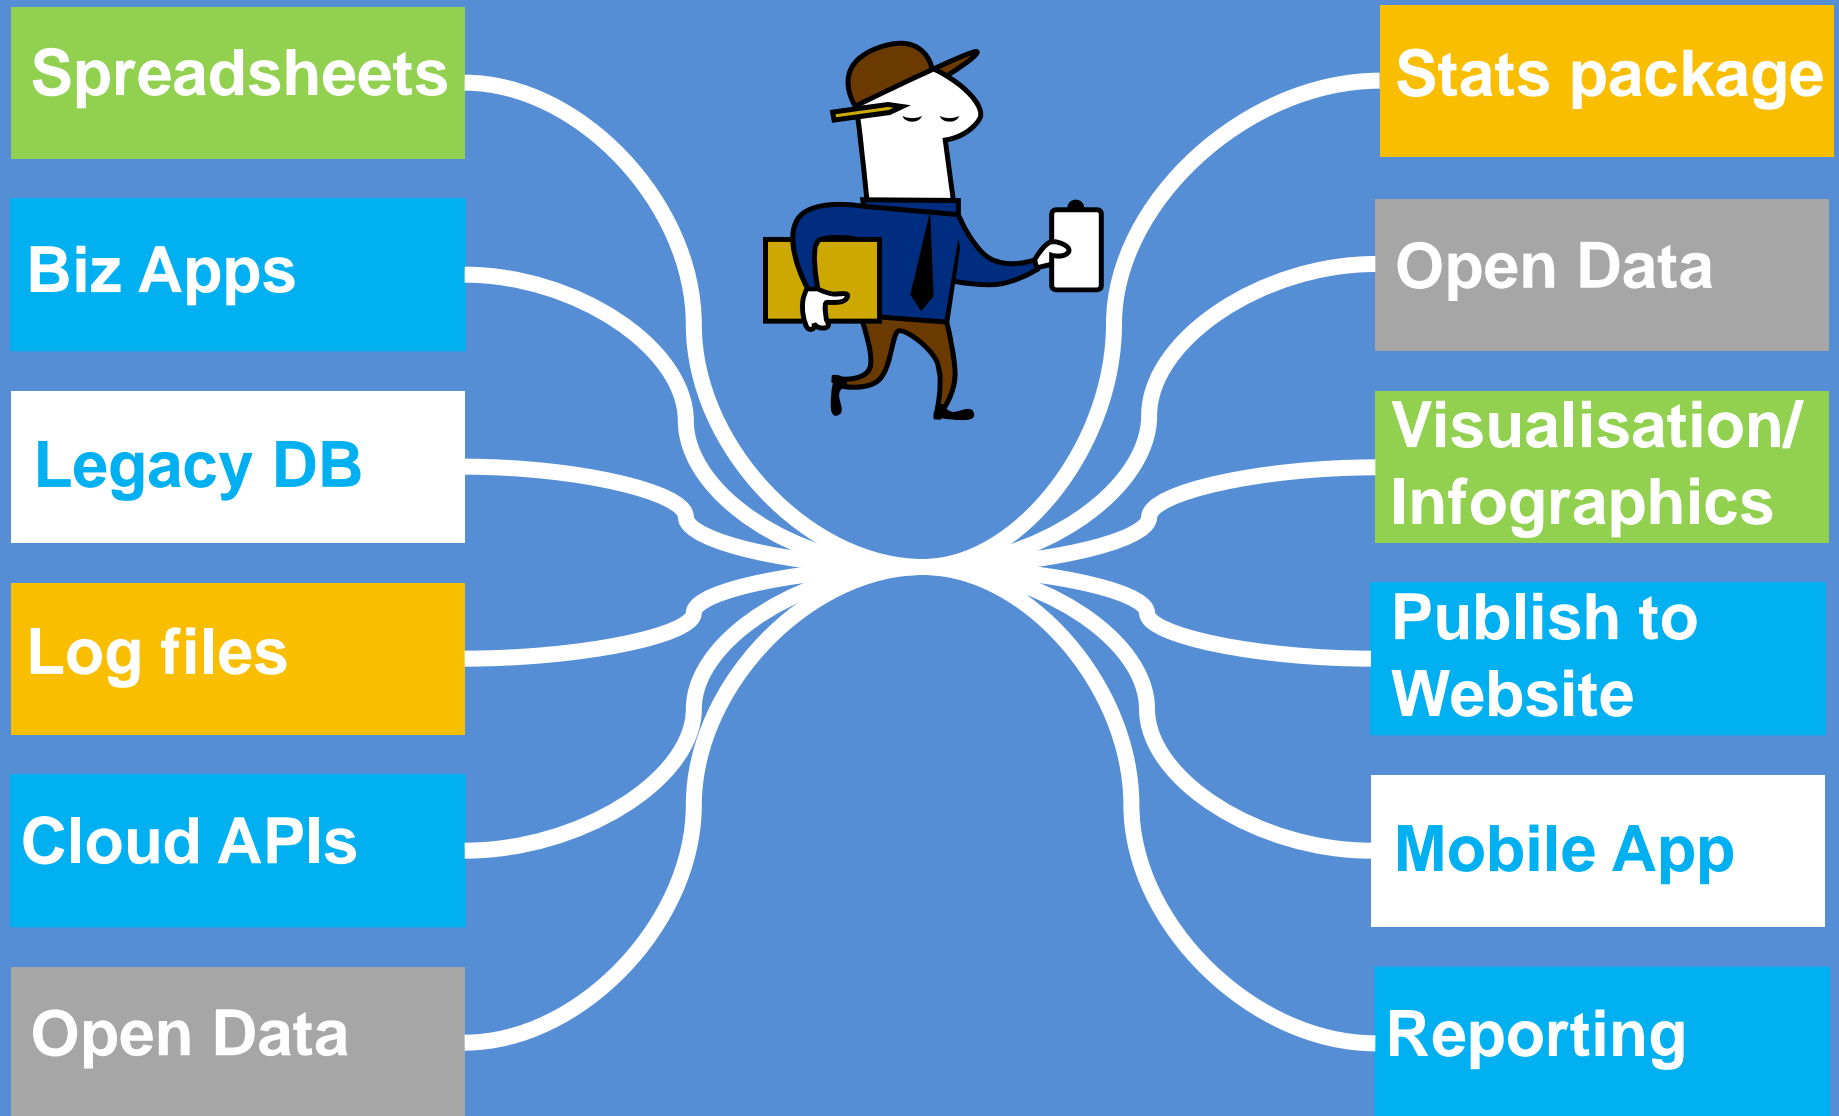 Spreadsheets
Biz Apps
Legacy DB
Log files
Cloud APIs
Open Data
Stats package
Open Data
Visualisation/
Infographics
Publish to
Website
Mobile App
Reporting